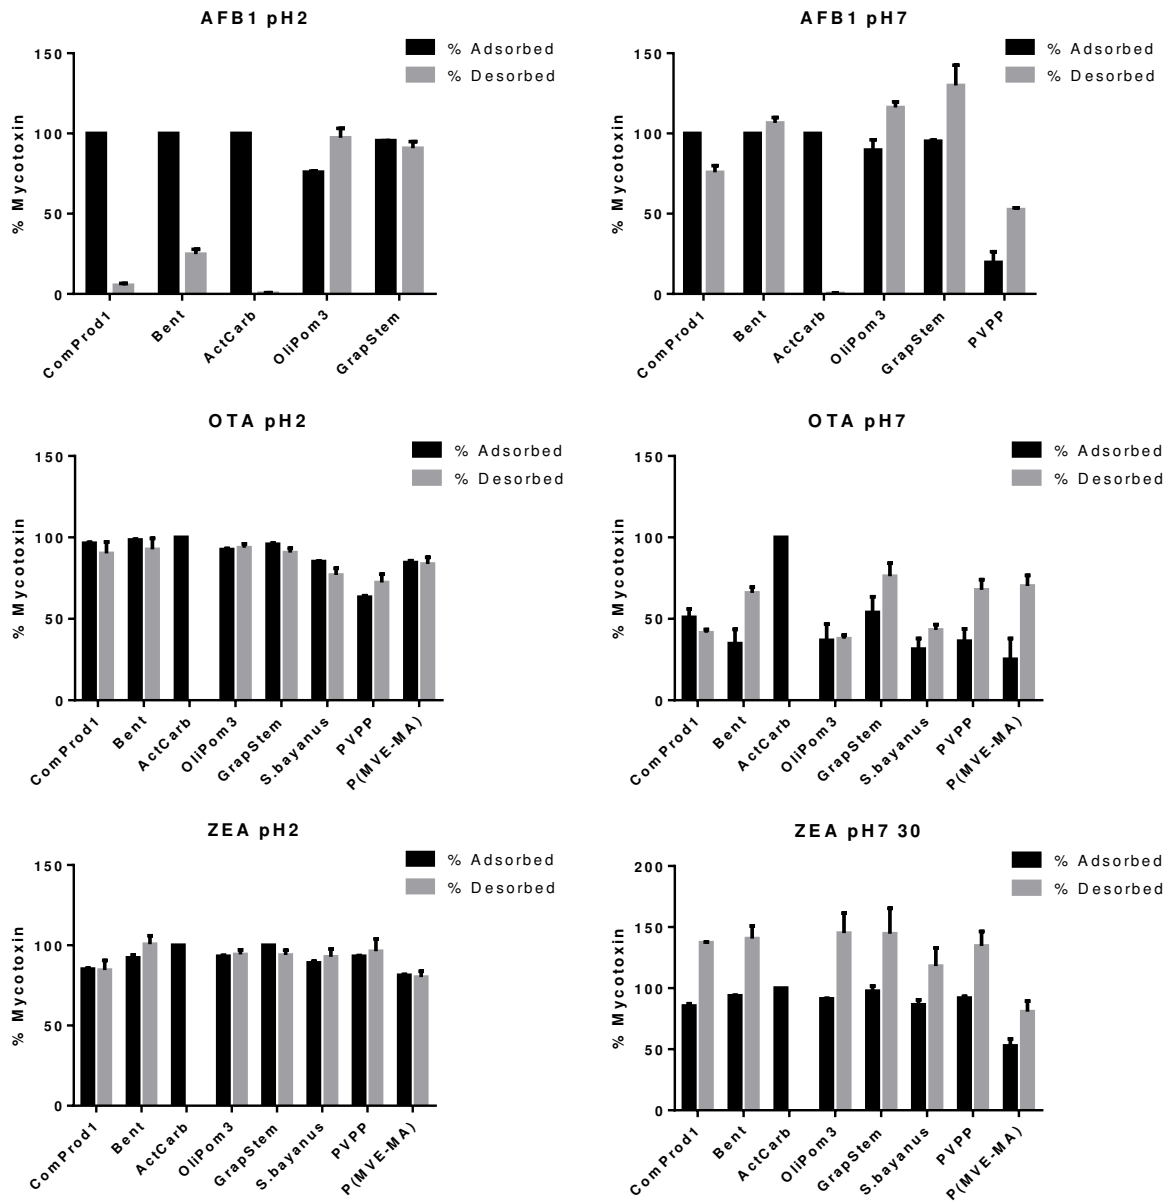 AFB1 pH2
% Adsorbed
% Desorbed
% Mycotoxin
150
100
50
0
ComProd1
Bent
ActCarb
OliPom3
GrapStem
AFB1 pH7
% Adsorbed
% Desorbed
% Mycotoxin
150
100
50
0
ComProd1
Bent
ActCarb
OliPom3
GrapStem
PVPP
OTA pH2
% Adsorbed
% Desorbed
% Mycotoxin
150
100
50
0
ComProd1
Bent
ActCarb
OliPom3
GrapStem
S.bayanus
PVPP
P(MVE-MA)
OTA pH7
% Adsorbed
% Desorbed
% Mycotoxin
150
100
50
0
ComProd1
Bent
ActCarb
OliPom3
GrapStem
S.bayanus
PVPP
P(MVE-MA)
ZEA pH2
% Adsorbed
% Desorbed
% Mycotoxin
150
100
50
0
ComProd1
Bent
ActCarb
OliPom3
GrapStem
S.bayanus
PVPP
P(MVE-MA)
ZEA pH7 30
% Adsorbed
% Desorbed
% Mycotoxin
200
150
100
50
0
ComProd1
Bent
ActCarb
OliPom3
GrapStem
S.bayanus
PVPP
P(MVE-MA)